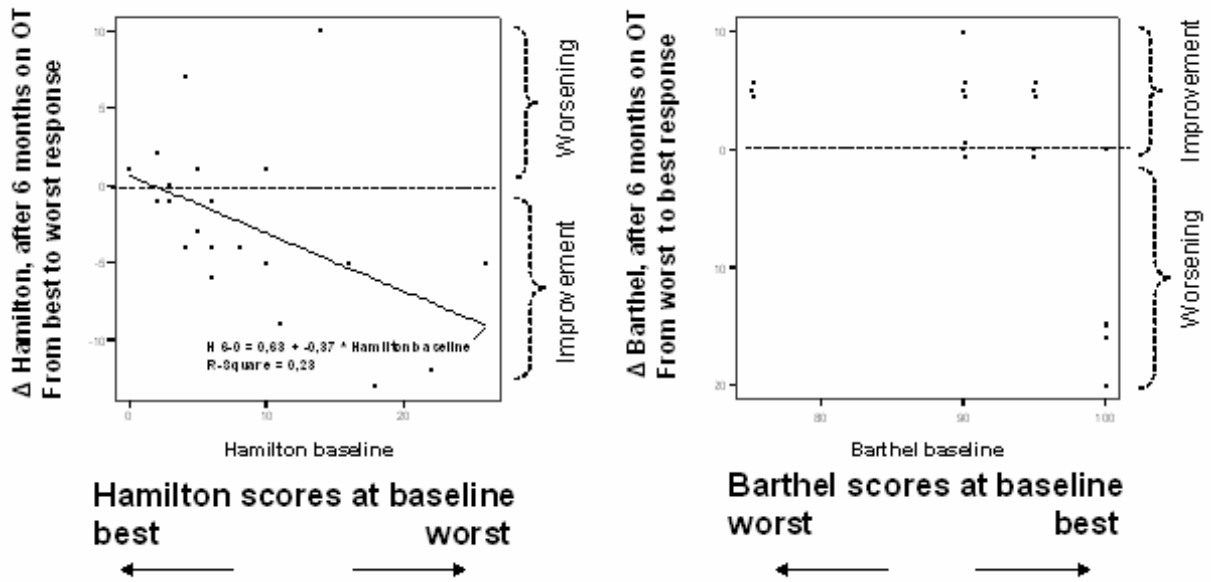 Δ Hamilton, after 6 months on OT
From best to worst response
10
5
0
-5
-10
0
10
20
H 6-0 = 0,63 + -0,37 * Hamilton baseline
R-Square = 0,23
Worsening
Improvement
Hamilton baseline
Hamilton scores at baseline
best worst
Δ Barthel, after 6 months on OT
From worst to best response
10
0
10
20
80
90
100
Improvement
Worsening
Barthel baseline
Barthel scores at baseline
worst best